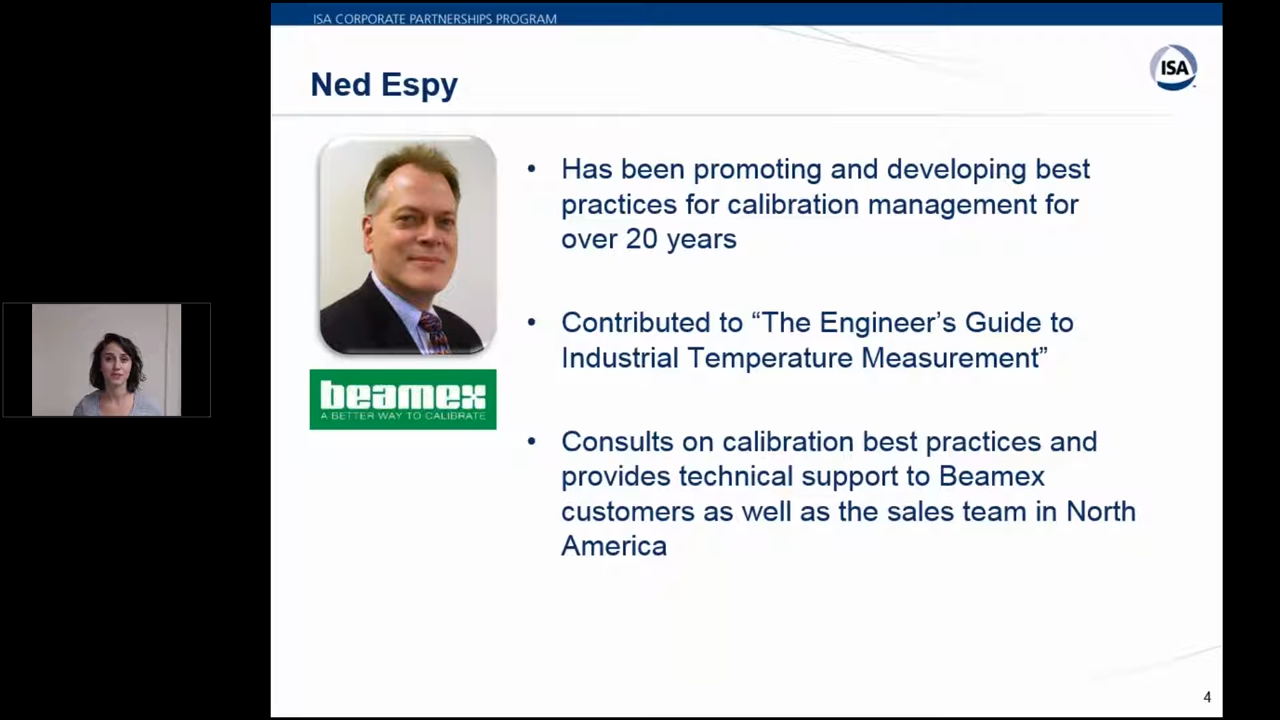 ISA CORPORATE PARTNERSHIPS PROGRAM
ISA
Ned Espy
• Has been promoting and developing best
practices for calibration management for
over 20 years
• Contributed to “The Engineer’s Guide to
Industrial Temperature Measurement”
beamex
A BETTER WAY TO CALIBRATE
• Consults on calibration best practices and
provides technical support to Beamex
customers as well as the sales team in North
America
4